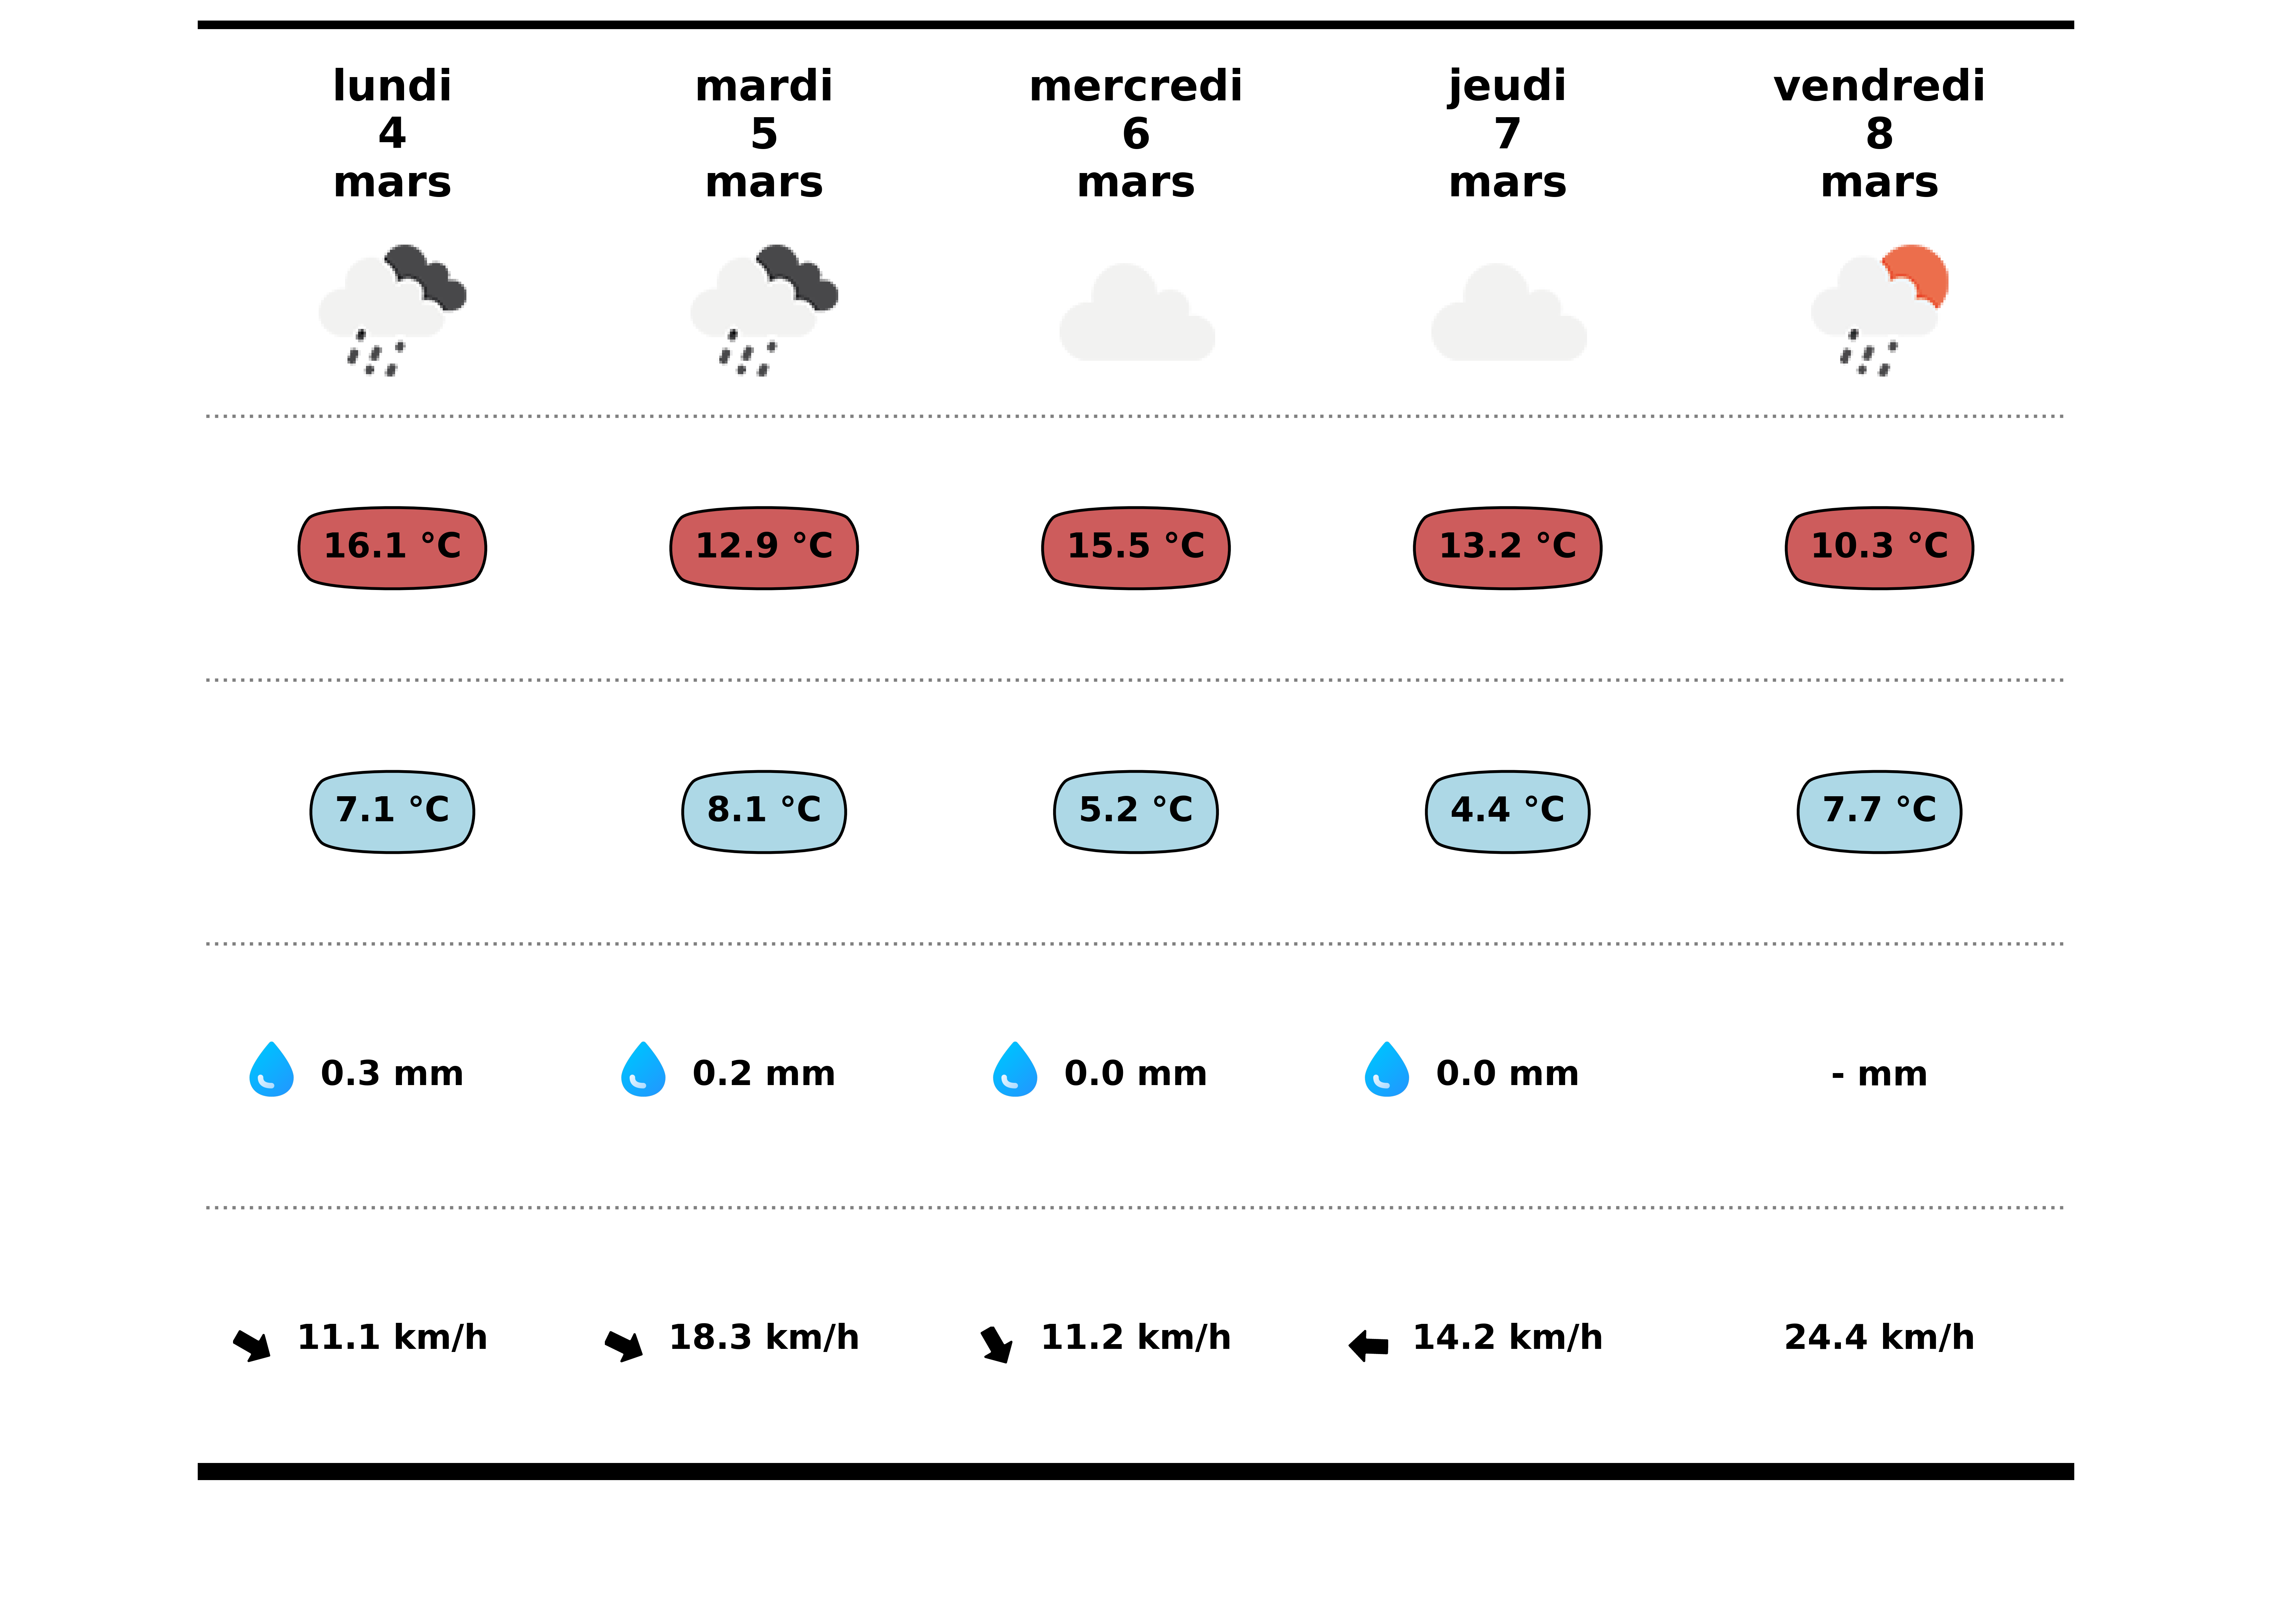 lundi
4
mars
mardi
5
mars
mercredi
6
mars
jeudi
7
mars
vendredi
8
mars
16.1 °C
12.9 °C
15.5 °C
13.2 °C
10.3 °C
7.1 °C
8.1 °C
5.2 °C
4.4 °C
7.7 °C
0.3 mm
0.2 mm
0.0 mm
0.0 mm
- mm
11.1 km/h
18.3 km/h
11.2 km/h
14.2 km/h
24.4 km/h